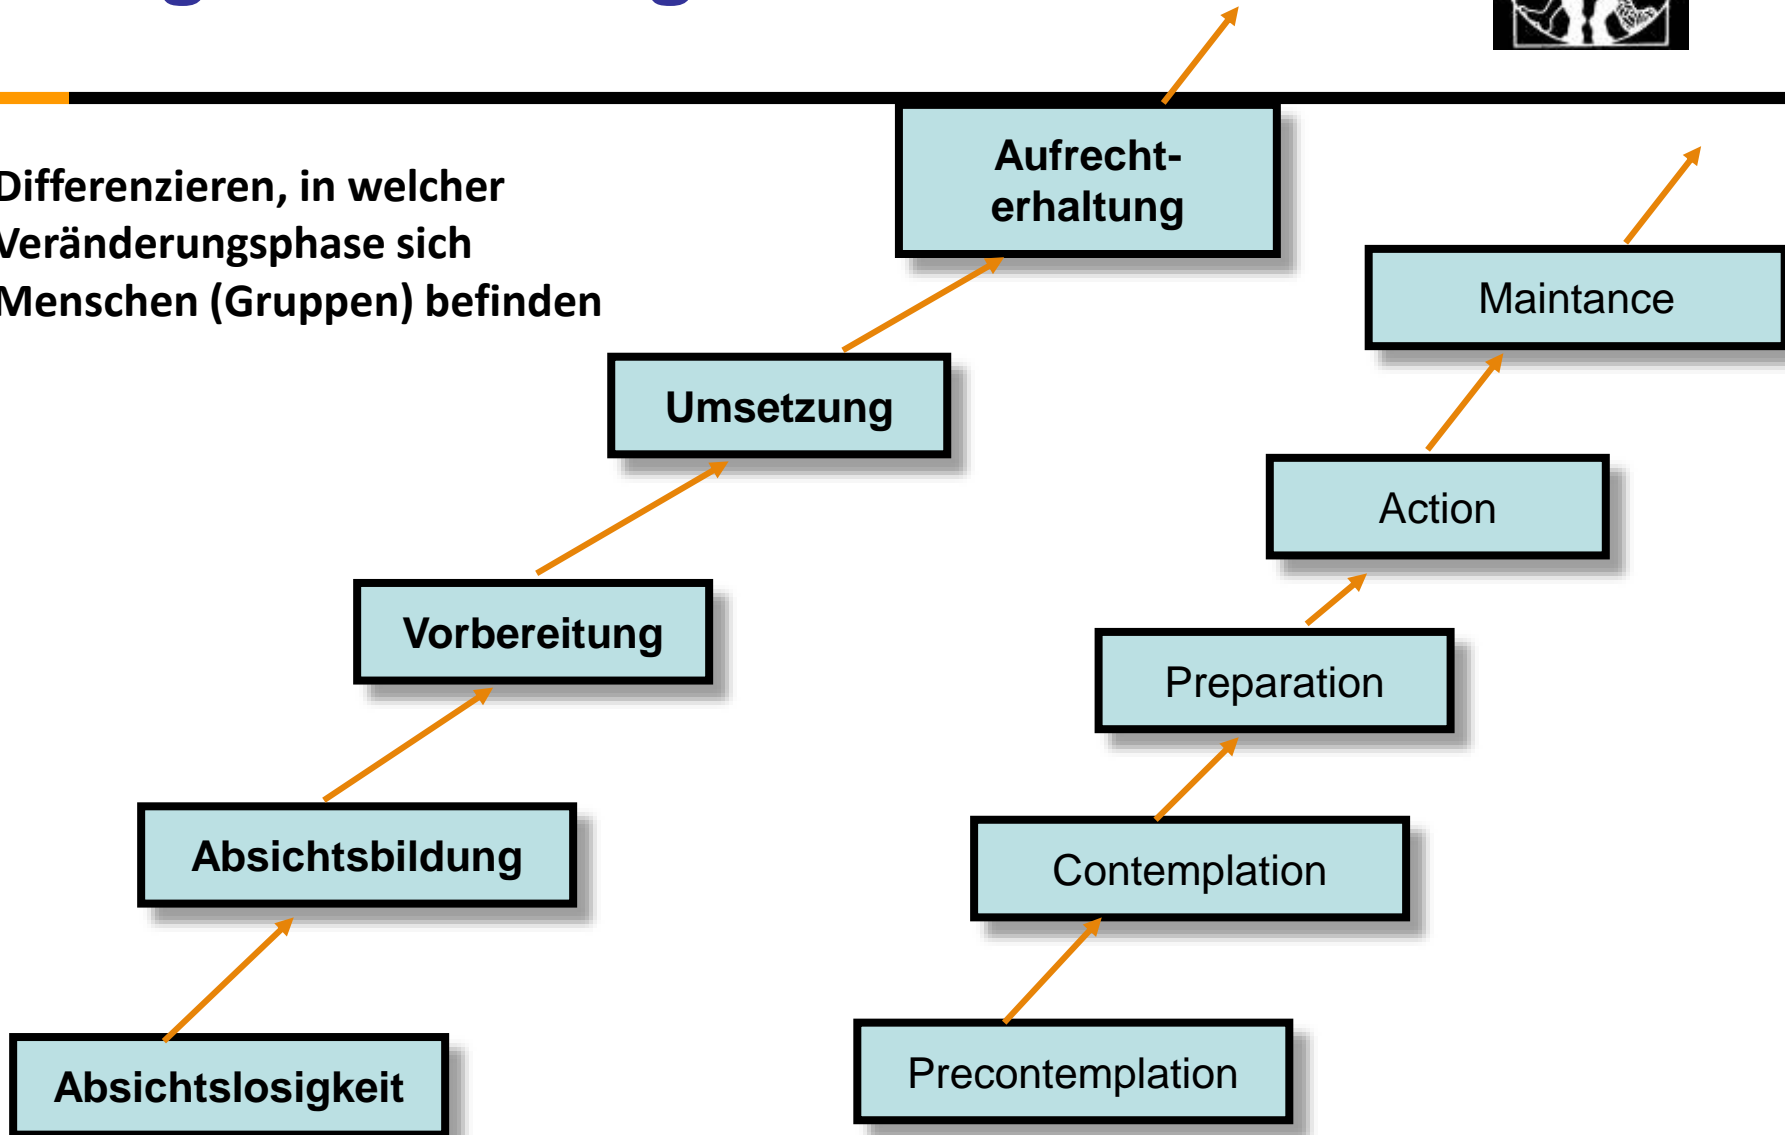 Differenzieren, in welcher
Veränderungsphase sich
Menschen (Gruppen) befinden
Aufrecht-
erhaltung
Umsetzung
Vorbereitung
Absichtsbildung
Absichtslosigkeit
Maintance
Action
Preparation
Contemplation
Precontemplation